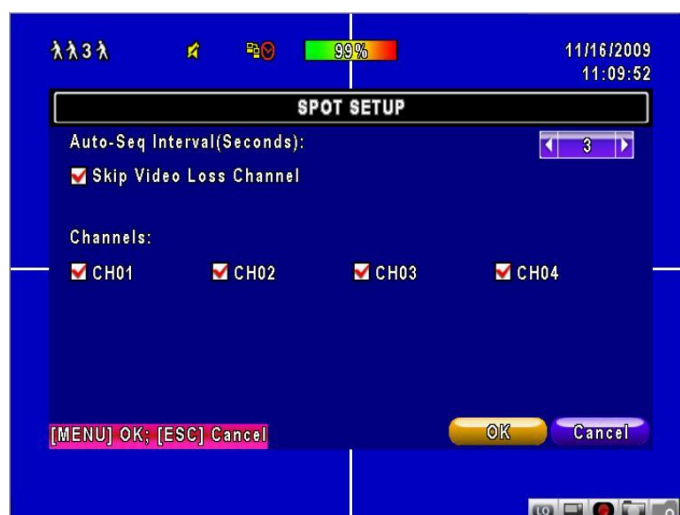 3
99%
11/16/2009
11:09:52
SPOT SETUP
Auto-Seq Interval(Seconds):
3
Skip Video Loss Channel
Channels:
CH01 CH02 CH03 CH04
[MENU] OK; [ESC] Cancel
OK Cancel